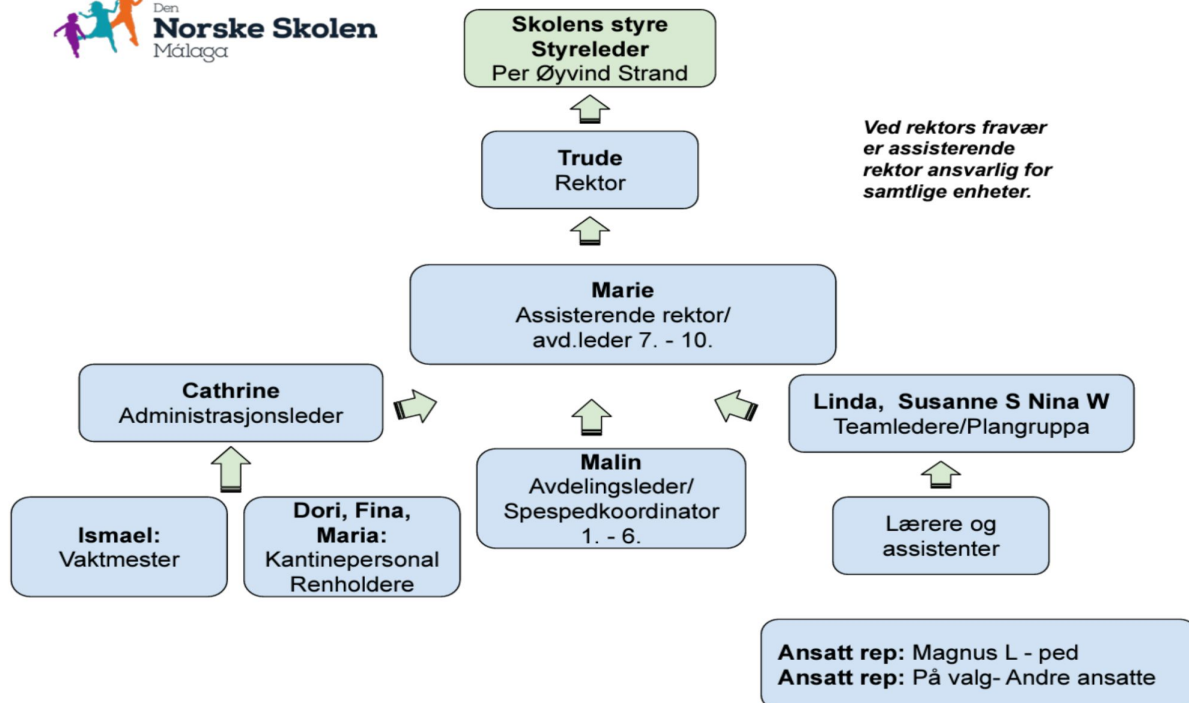 Den
Norske Skolen
Málaga
Skolens styre
Styreleder
Per Øyvind Strand
Ved rektors fravær
er assisterende
rektor ansvarlig for
samtlige enheter.
Trude
Rektor
Marie
Assisterende rektor/
avd.leder 7. - 10.
Cathrine
Administrasjonsleder
Linda, Susanne S Nina W
Teamledere/Plangruppa
Malin
Avdelingsleder/
Spespedkoordinator
1. - 6.
Ismael:
Vaktmester
Dori, Fina,
Maria:
Kantinepersonal
Renholdere
Lærere og
assistenter
Ansatt rep: Magnus L - ped
Ansatt rep: På valg- Andre ansatte